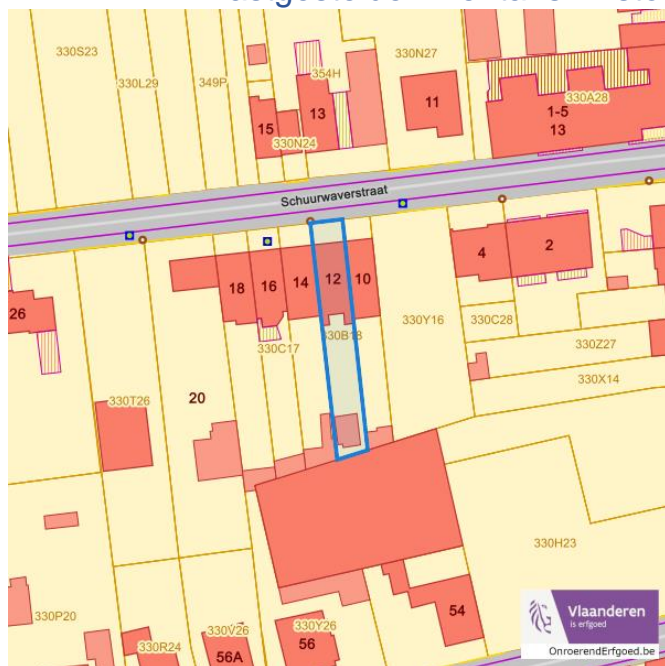 330S23
330L29
349P
354H
330N27
15
13
330N24
11
330A28
1-5
13
Schuurwaverstraat
4
2
18
16
14
12
10
26
330C17
330B18
330Y16
330C28
330Z27
330X14
330T26
20
330H23
330P20
330R24
330V26
56A
330Y26
56
54
Vlaanderen
is erfgoed
OnroerendErfgoed.be